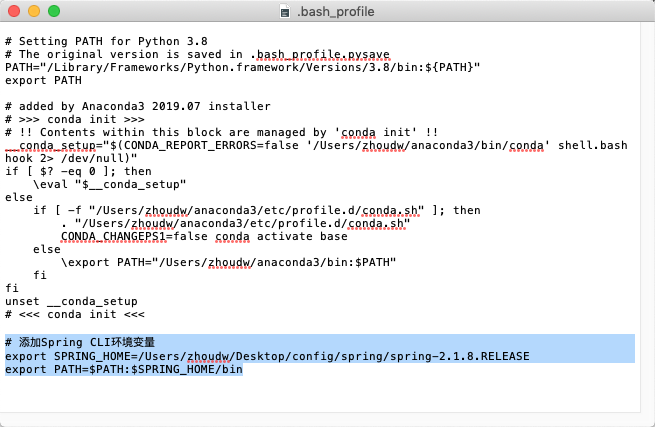 .bash_profile
# Setting PATH for Python 3.8
# The original version is saved in .bash_profile.pysave
PATH="/Library/Frameworks/Python.framework/Versions/3.8/bin:${PATH}"
export PATH
# added by Anaconda3 2019.07 installer
# >>> conda init >>>
# !! Contents within this block are managed by 'conda init' !!
__conda_setup="$(CONDA_REPORT_ERRORS=false '/Users/zhoudw/anaconda3/bin/conda' shell.bash
hook 2> /dev/null)"
if [ $? -eq 0 ]; then
    \eval "$__conda_setup"
else
    if [ -f "/Users/zhoudw/anaconda3/etc/profile.d/conda.sh" ]; then
        . "/Users/zhoudw/anaconda3/etc/profile.d/conda.sh"
        CONDA_CHANGEPS1=false conda activate base
    else
        \export PATH="/Users/zhoudw/anaconda3/bin:$PATH"
    fi
fi
unset __conda_setup
# <<< conda init <<<
# 添加Spring CLI环境变量
export SPRING_HOME=/Users/zhoudw/Desktop/config/spring/spring-2.1.8.RELEASE
export PATH=$PATH:$SPRING_HOME/bin